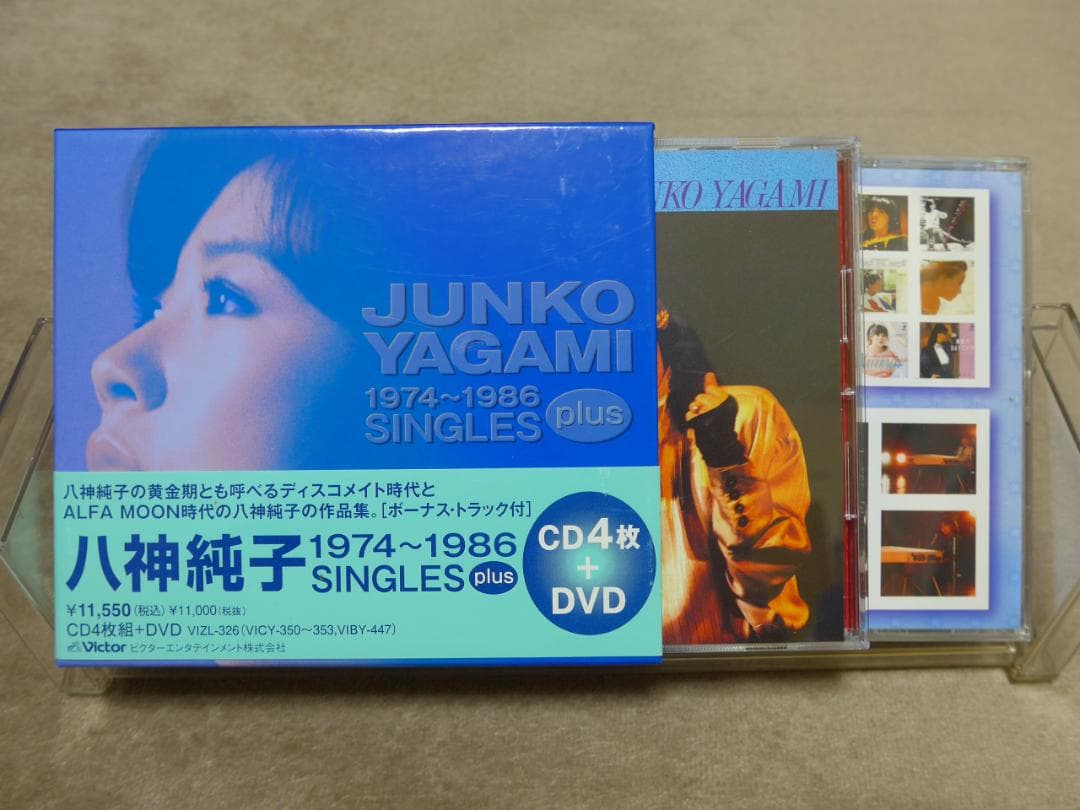 JUNKO
YAGAMI
1974~1986
SINGLES plus
八神純子の黄金期とも呼べるディスコメイト時代と
ALFA MOON時代の八神純子の作品集。[ボーナス・トラック付]
八神純子 1974~1986
SINGLES plus
CD4枚
+
DVD
¥11,550(税込) ¥11,000(税抜)
CD4枚組+DVD VIZL-326(VICY-350~353,VIBY-447)
Victor ビクターエンタテインメント株式会社
NKO YAGAMI